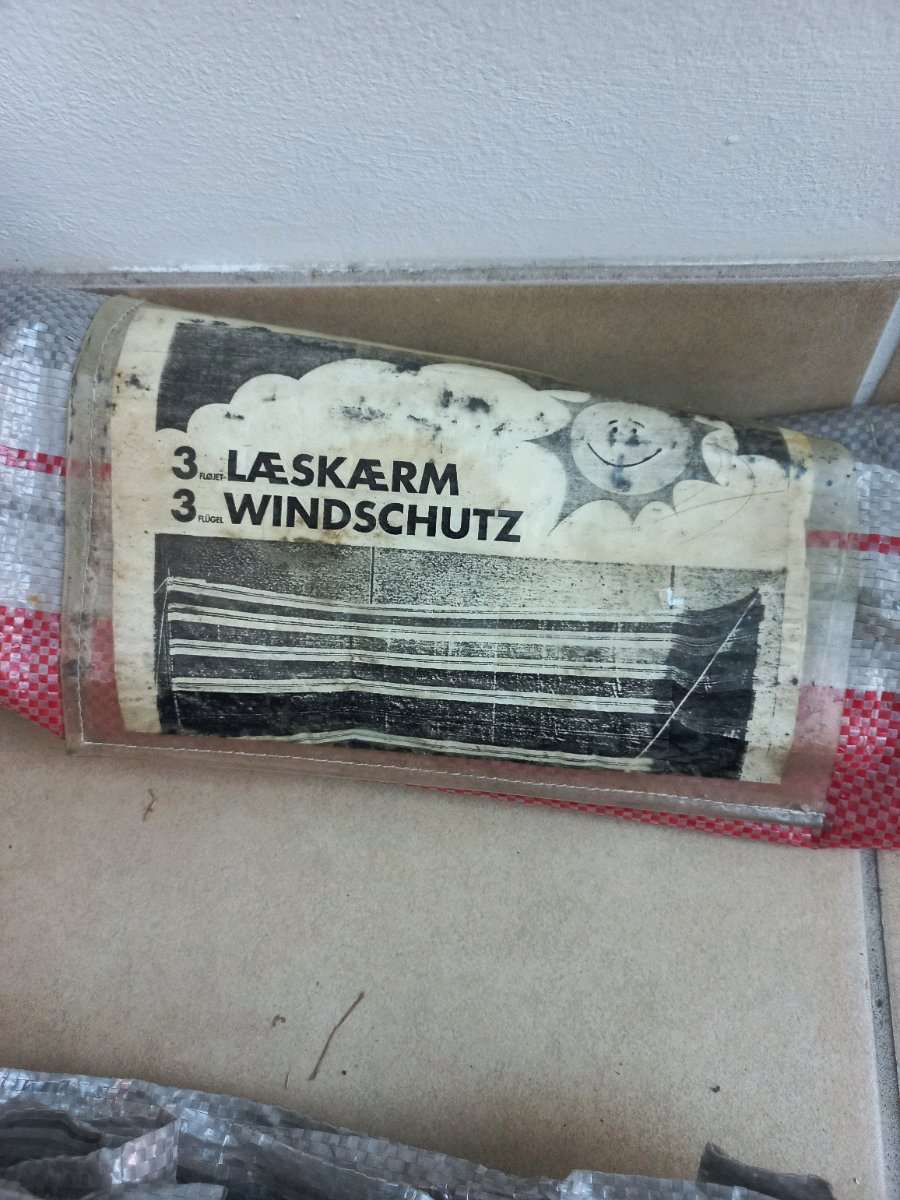 3 FLØJET- LÆSKÆRM
3 FLÜGEL WINDSCHUTZ